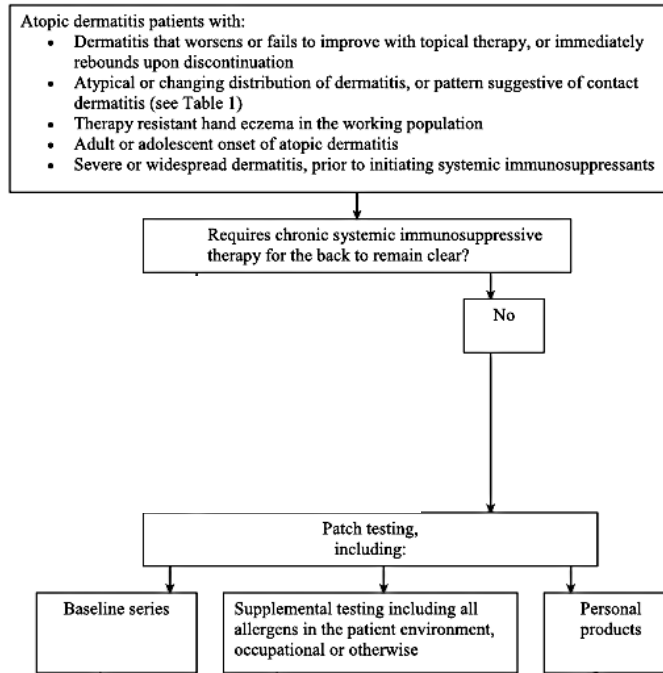 Atopic dermatitis patients with:
• Dermatitis that worsens or fails to improve with topical therapy, or immediately
rebounds upon discontinuation
• Atypical or changing distribution of dermatitis, or pattern suggestive of contact
dermatitis (see Table 1)
• Therapy resistant hand eczema in the working population
• Adult or adolescent onset of atopic dermatitis
• Severe or widespread dermatitis, prior to initiating systemic immunosuppressants
Requires chronic systemic immunosuppressive
therapy for the back to remain clear?
No
Patch testing,
including:
Baseline series
Supplemental testing including all
allergens in the patient environment,
occupational or otherwise
Personal
products